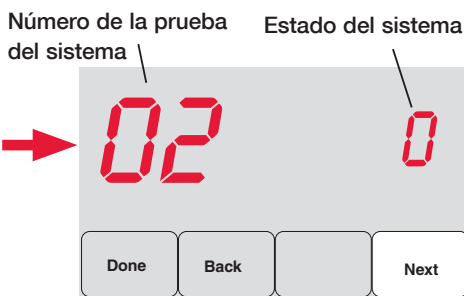 Número de la prueba
del sistema
Estado del sistema
02 0
Done Back Next